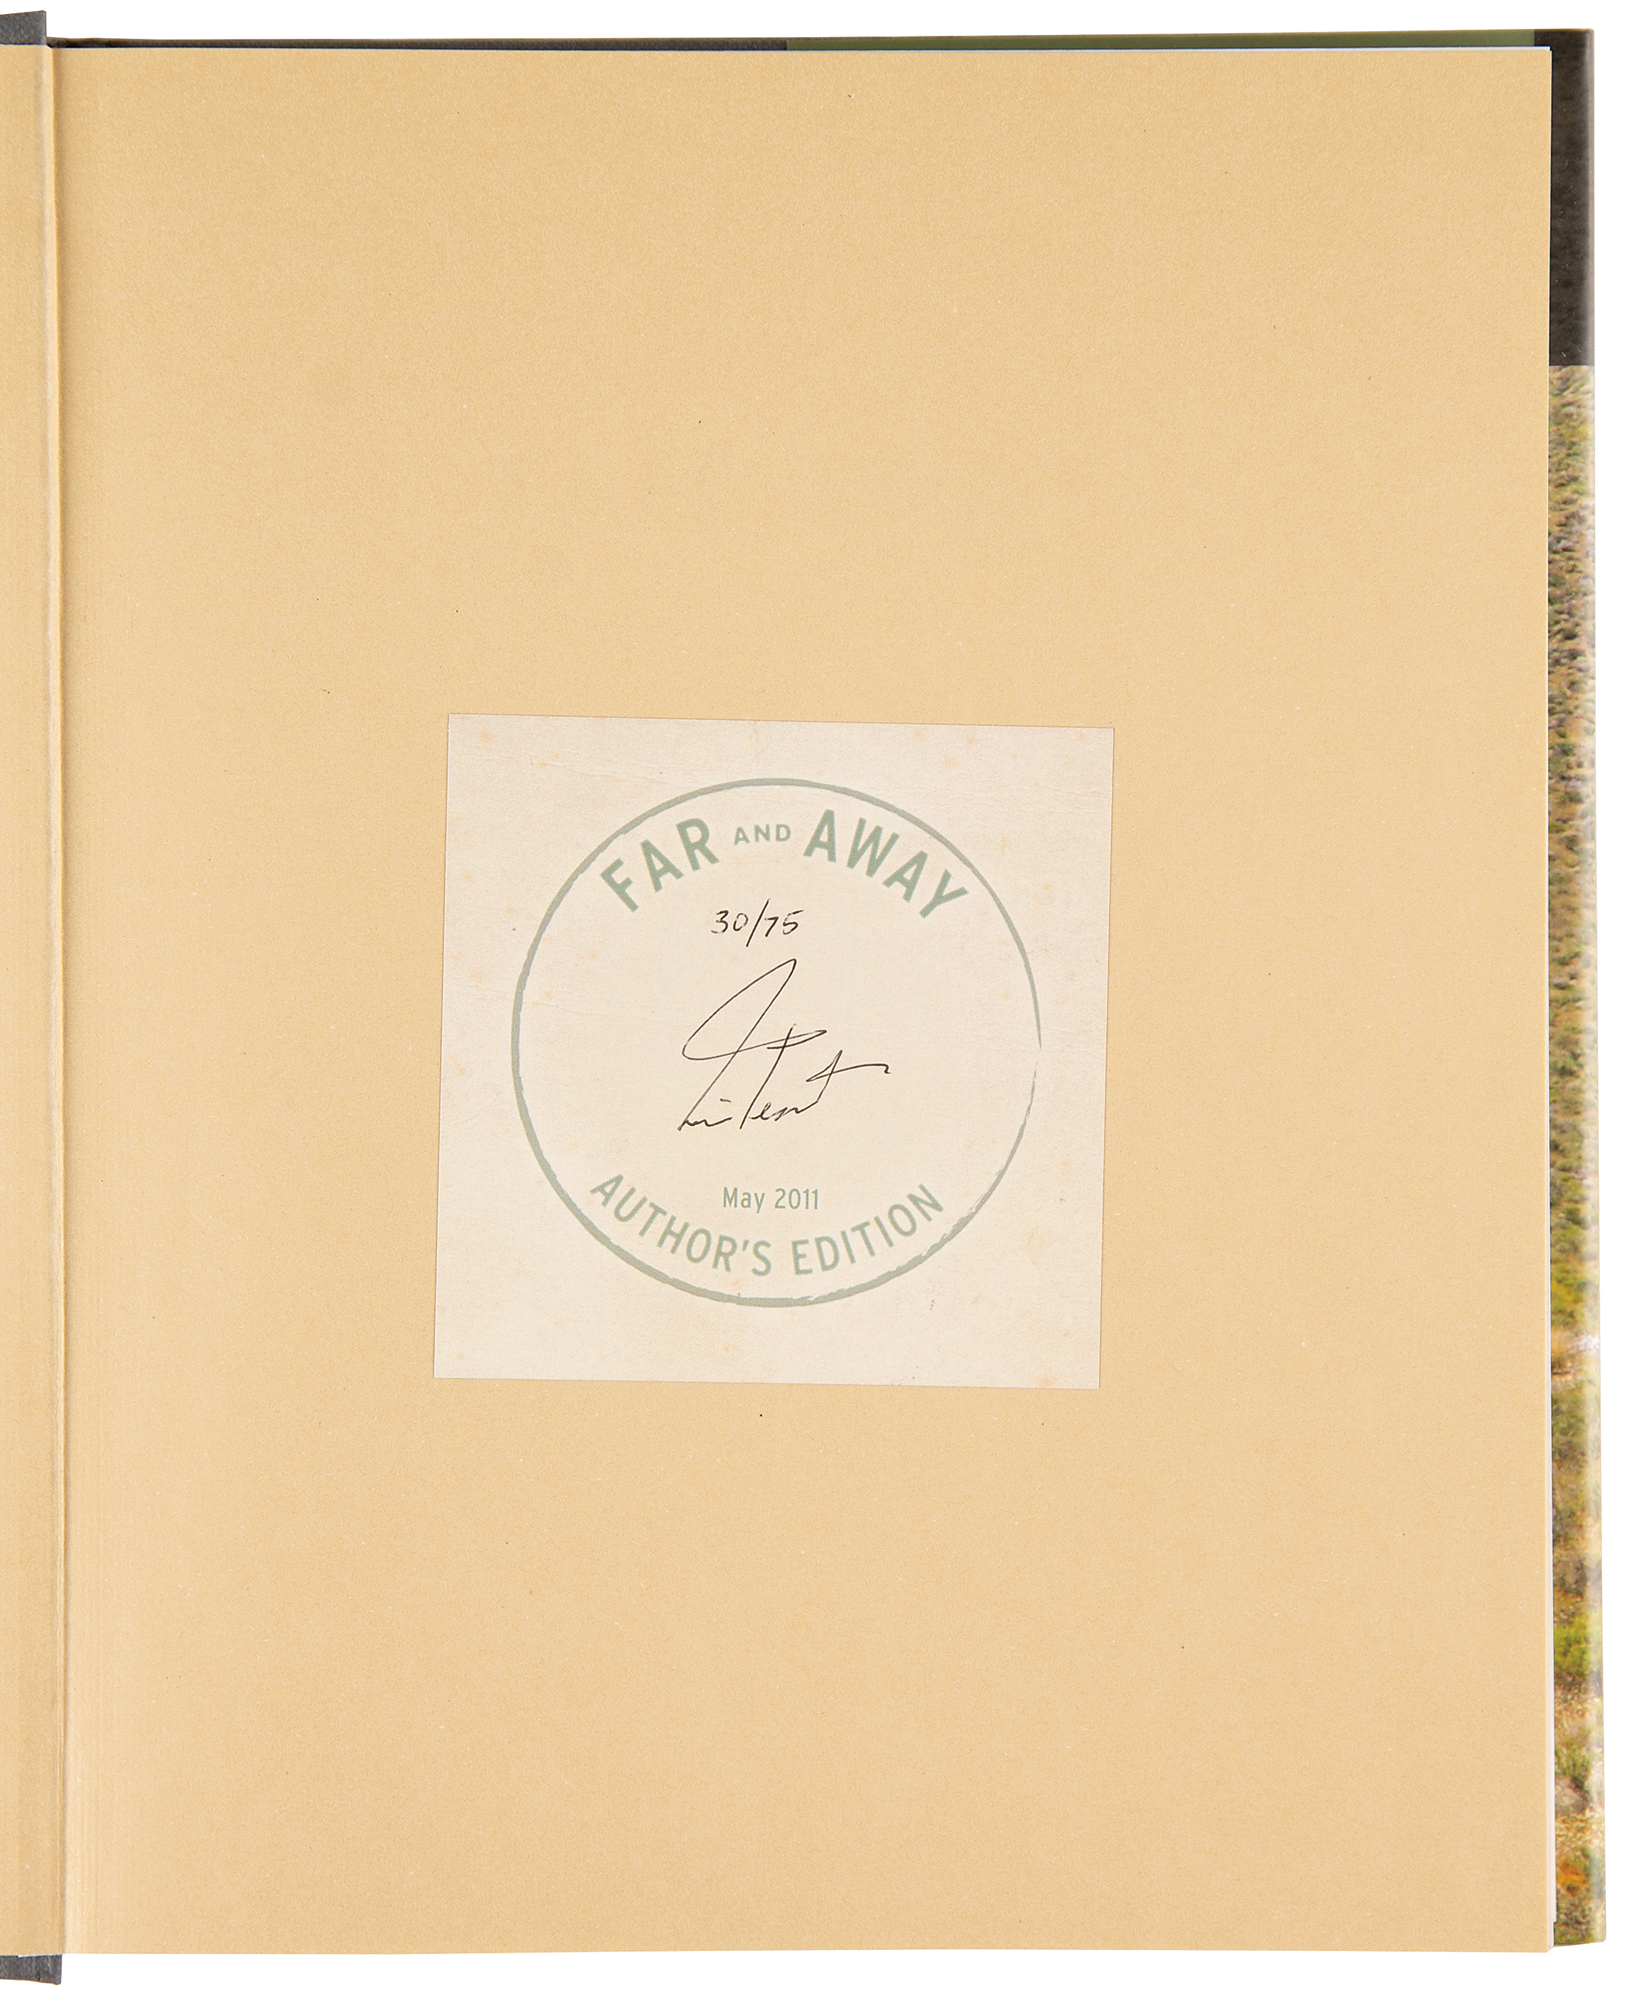 FAR AND AWAY
30/75
May 2011
AUTHOR'S EDITION